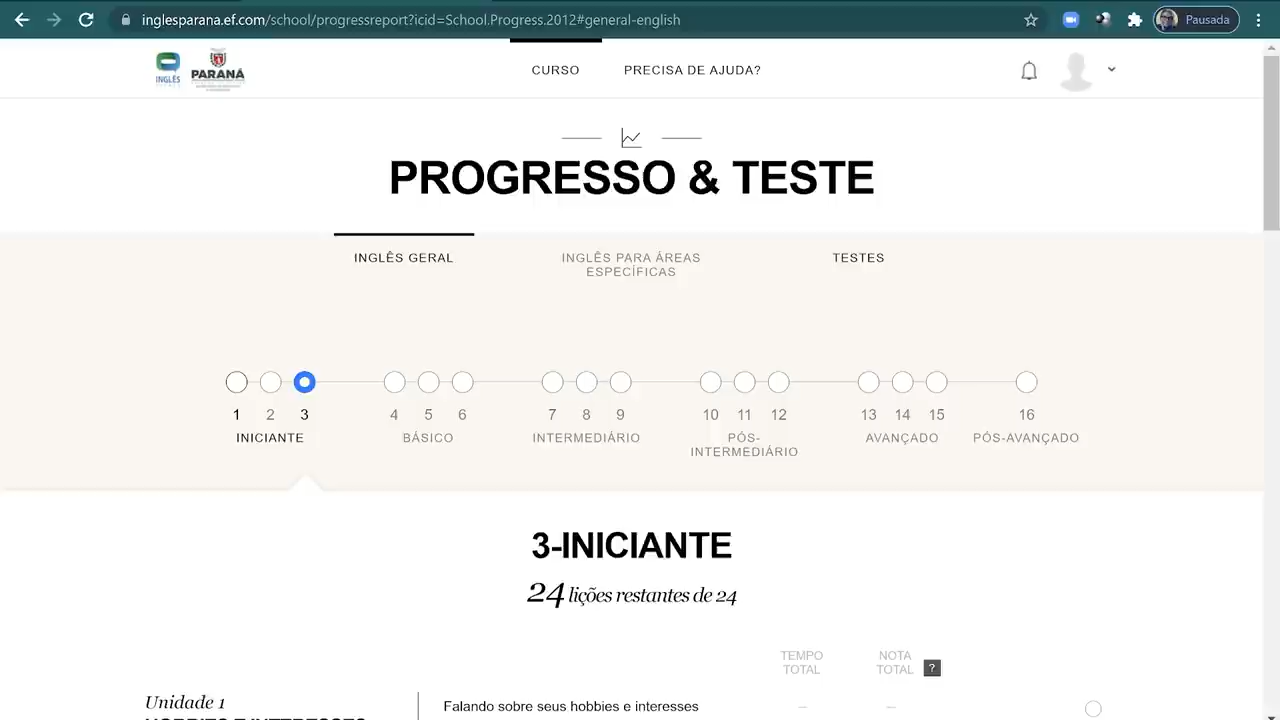 inglesparana.ef.com/school/progressreport?icid=School.Progress.2012#general-english
Pausada
INGLÊS
PARANÁ
CURSO
PRECISA DE AJUDA?
PROGRESSO & TESTE
INGLÊS GERAL
INGLÊS PARA ÁREAS
ESPECÍFICAS
TESTES
1 2 3 4 5 6 7 8 9 10 11 12 13 14 15 16
INICIANTE
BÁSICO
INTERMEDIÁRIO
PÓS-
INTERMEDIÁRIO
AVANÇADO
PÓS-AVANÇADO
3-INICIANTE
24 lições restantes de 24
TEMPO
TOTAL
NOTA
TOTAL
?
Unidade 1
HOBBIES E INTERESSES
Falando sobre seus hobbies e interesses